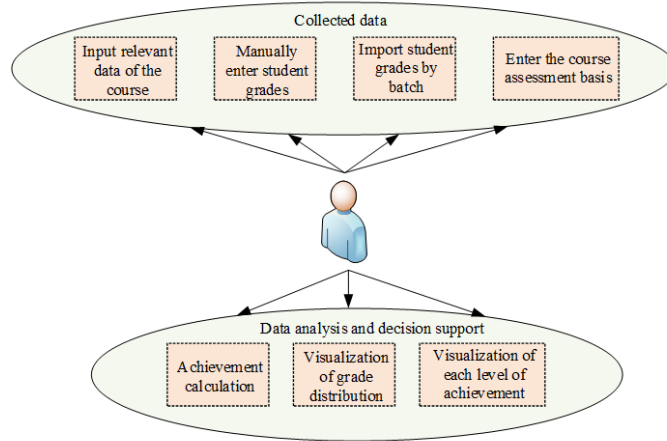 Collected data
Input relevant
data of the
course
Manually
enter student
grades
Import student
grades by
batch
Enter the course
assessment basis
Data analysis and decision support
Achievement
calculation
Visualization
of grade
distribution
Visualization of
each level of
achievement